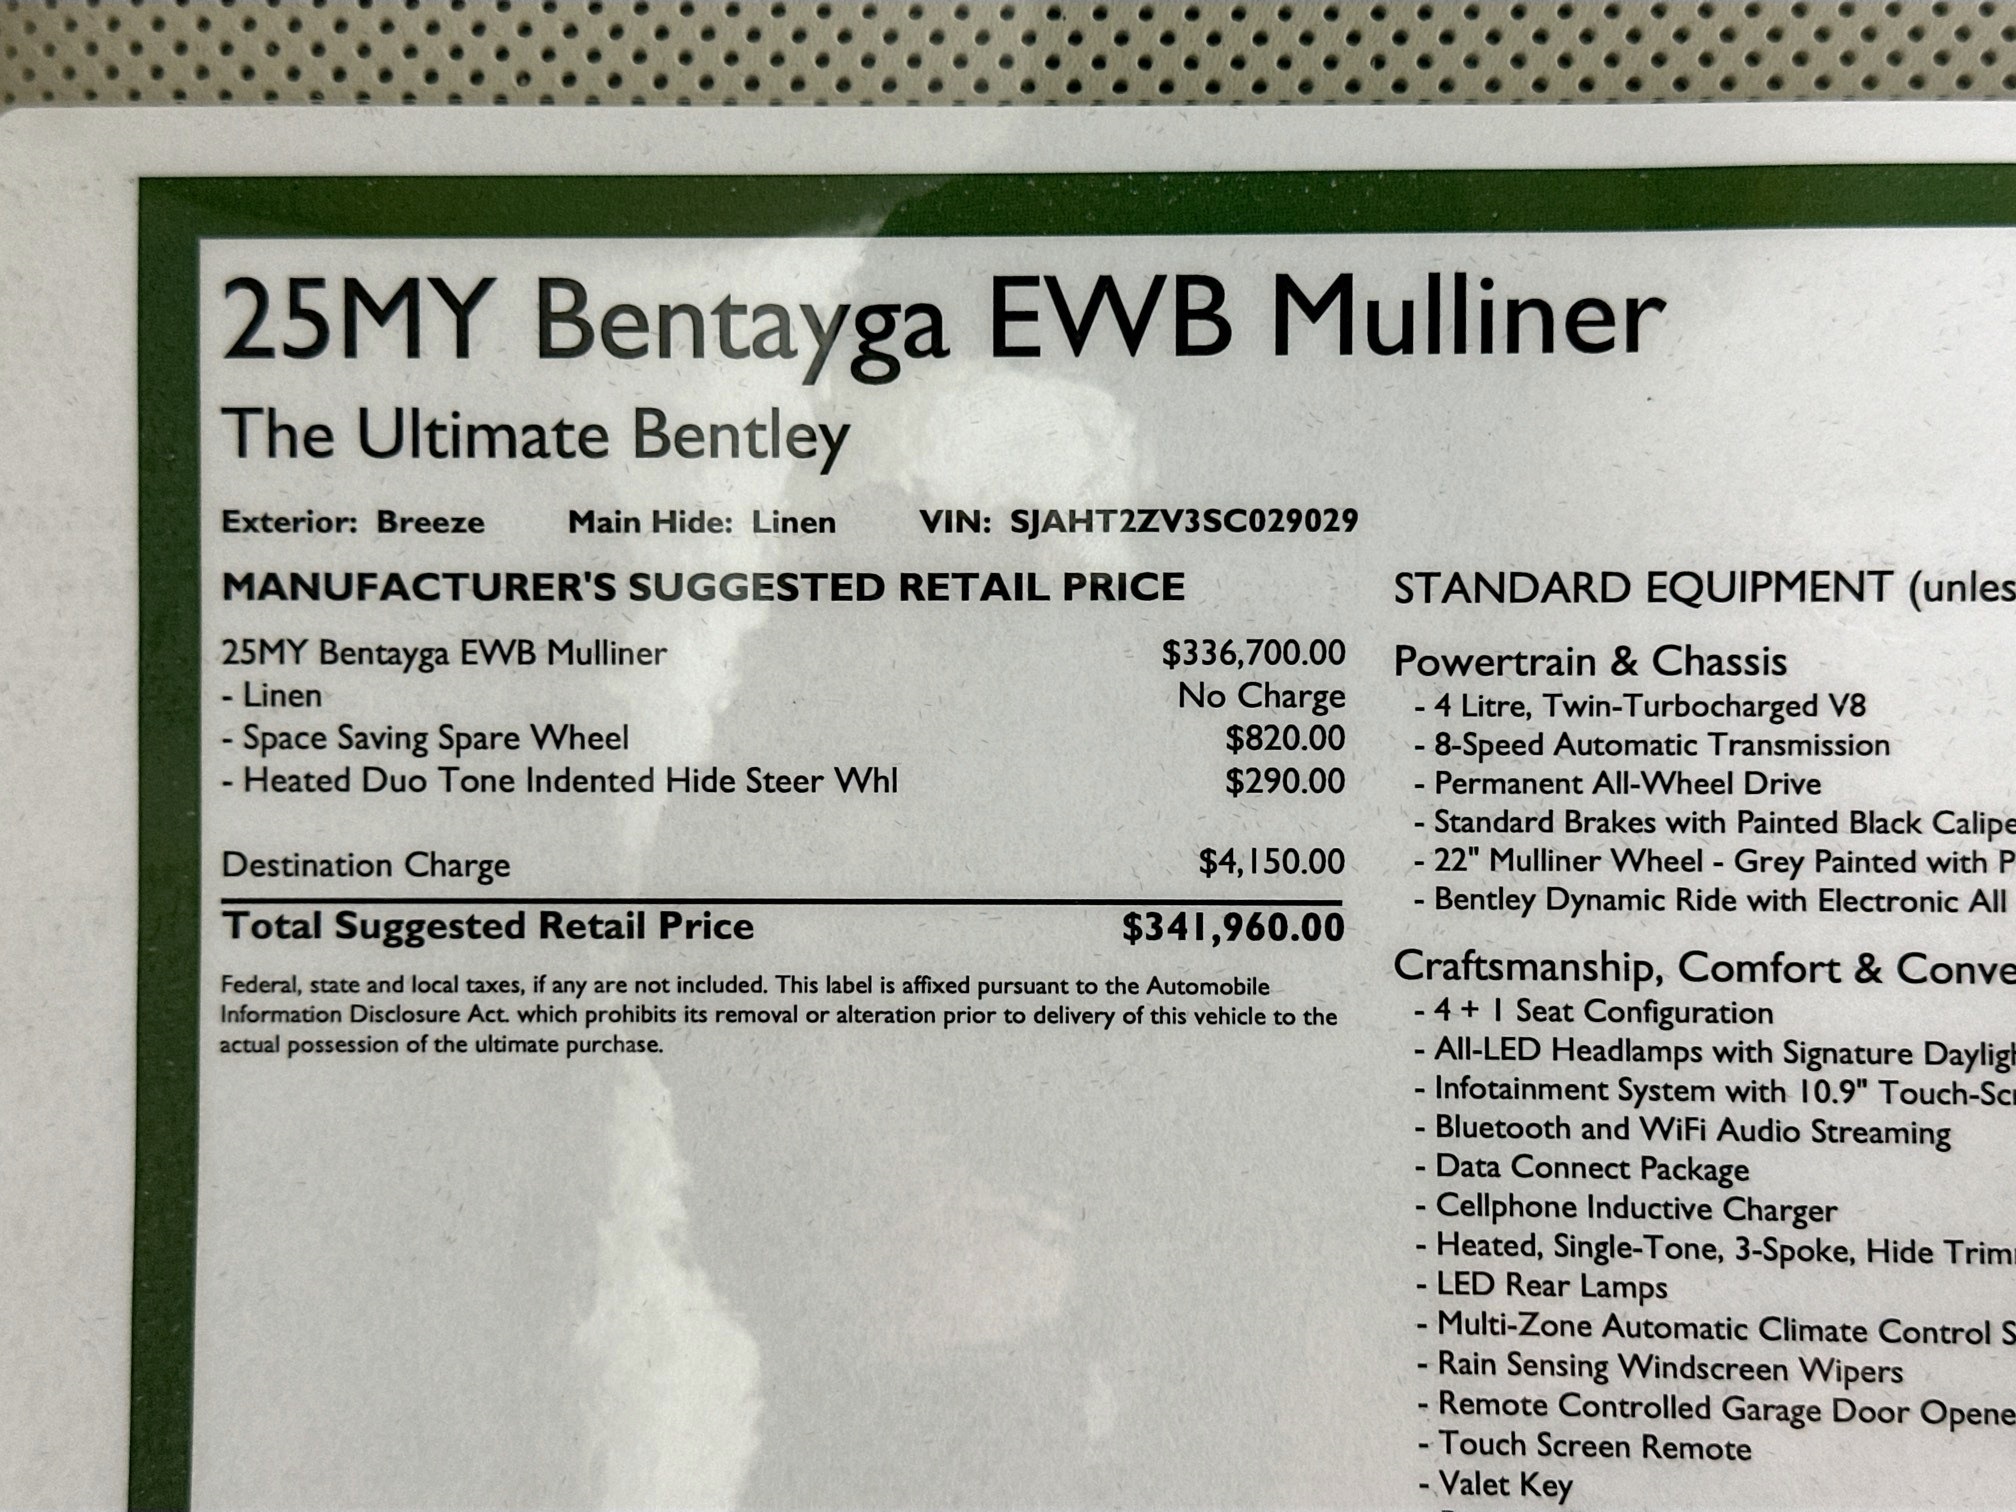 25MY Bentayga EWB Mulliner
The Ultimate Bentley
Exterior: Breeze Main Hide: Linen VIN: SJAHT2ZV3SC029029
MANUFACTURER'S SUGGESTED RETAIL PRICE
25MY Bentayga EWB Mulliner $336,700.00
- Linen No Charge
- Space Saving Spare Wheel $820.00
- Heated Duo Tone Indented Hide Steer Whl $290.00
Destination Charge $4,150.00
Total Suggested Retail Price $341,960.00
Federal, state and local taxes, if any are not included. This label is affixed pursuant to the Automobile
Information Disclosure Act. which prohibits its removal or alteration prior to delivery of this vehicle to the
actual possession of the ultimate purchase.
STANDARD EQUIPMENT (unles
Powertrain & Chassis
- 4 Litre, Twin-Turbocharged V8
- 8-Speed Automatic Transmission
- Permanent All-Wheel Drive
- Standard Brakes with Painted Black Calipe
- 22" Mulliner Wheel - Grey Painted with P
- Bentley Dynamic Ride with Electronic All
Craftsmanship, Comfort & Conve
- 4 + 1 Seat Configuration
- All-LED Headlamps with Signature Dayligh
- Infotainment System with 10.9" Touch-Scr
- Bluetooth and WiFi Audio Streaming
- Data Connect Package
- Cellphone Inductive Charger
- Heated, Single-Tone, 3-Spoke, Hide Trim
- LED Rear Lamps
- Multi-Zone Automatic Climate Control S
- Rain Sensing Windscreen Wipers
- Remote Controlled Garage Door Opene
- Touch Screen Remote
- Valet Key